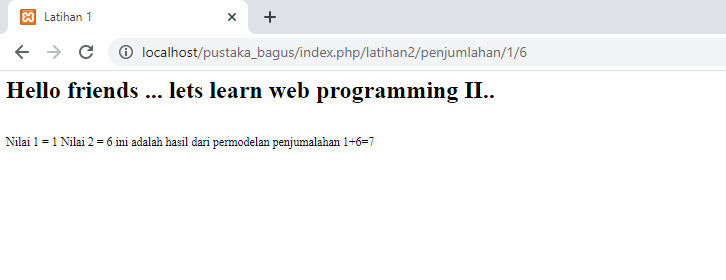 Latihan 1
localhost/pustaka_bagus/index.php/latihan2/penjumlahan/1/6
Hello friends ... lets learn web programming II..
Nilai 1 = 1 Nilai 2 = 6 ini adalah hasil dari permodelan penjumalahan 1+6=7